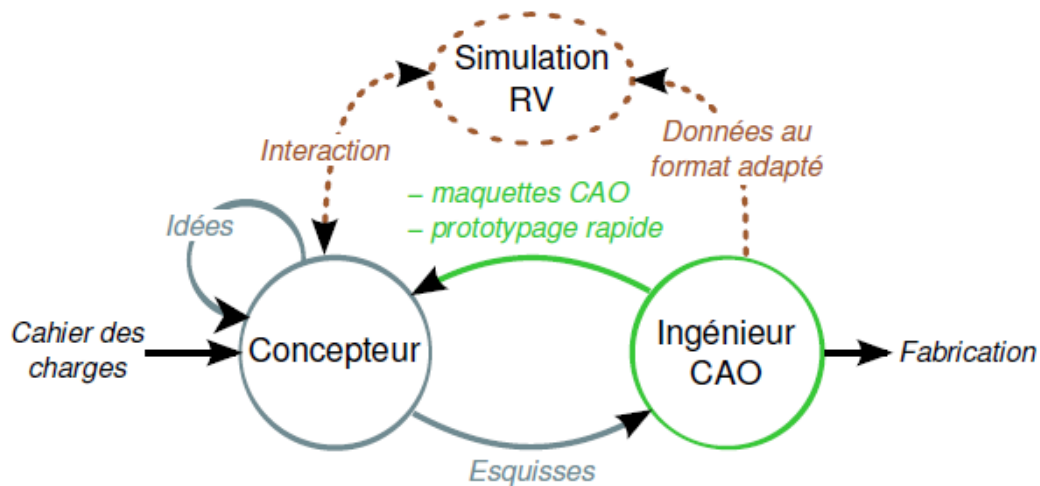 Simulation
RV
Interaction
Données au
format adapté
– maquettes CAO
– prototypage rapide
Idées
Cahier des
charges
Concepteur
Ingénieur
CAO
Fabrication
Esquisses